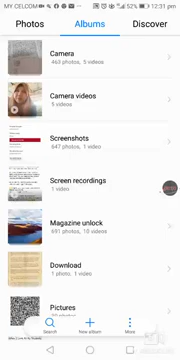 MY CELCOM
52% 12:31 pm
Photos Albums Discover
Camera
463 photos, 5 videos
Camera videos
5 videos
Screenshots
647 photos, 1 video
Screen recordings
1 video
Magazine unlock
691 photos, 10 videos
Download
1 photo, 1 video
Pictures
Search New album More